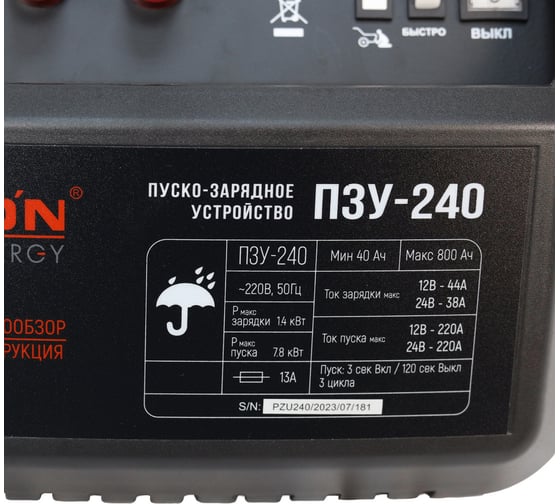 БЫСТРО
ВЫКЛ
ПУСКО-ЗАРЯДНОЕ
УСТРОЙСТВО
ПЗУ-240
ПЗУ-240
Мин 40 Ач
Макс 800 Ач
~220В, 50Гц
Ток зарядки макс
12В - 44А
24В - 38А
Р макс
зарядки 1.4 кВт
Р макс
пуска 7.8 кВт
Ток пуска макс
12В - 220А
24В - 220А
13А
Пуск: 3 сек Вкл / 120 сек Выкл
3 цикла
S/N: PZU240/2023/07/181